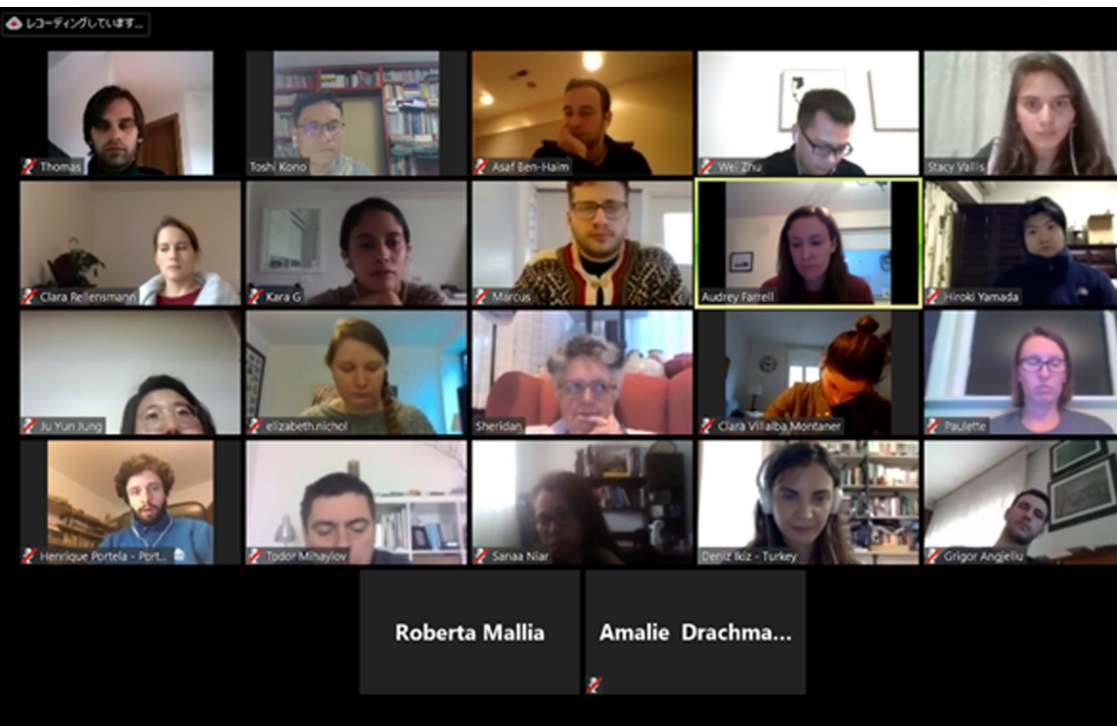 レコーディングしています...
Thomas
Toshi Kono
Asaf Ben-Haim
Wei Zhu
Stacy Vallis
Clara Rellensmann
Kara G
Marcus
Audrey Farrell
Hiroki Yamada
Ju Yun Jung
elizabeth.nichol
Sheridan
Clara Villalba Montaner
Paulette
Henrique Portela - Port...
Todor Mihaylov
Sanaa Niar
Deniz Ikiz - Turkey
Grigor Angjeliu
Roberta Mallia
Amalie Drachma...